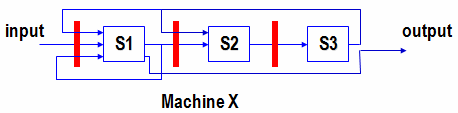 input S1 S2 S3 output
Machine X